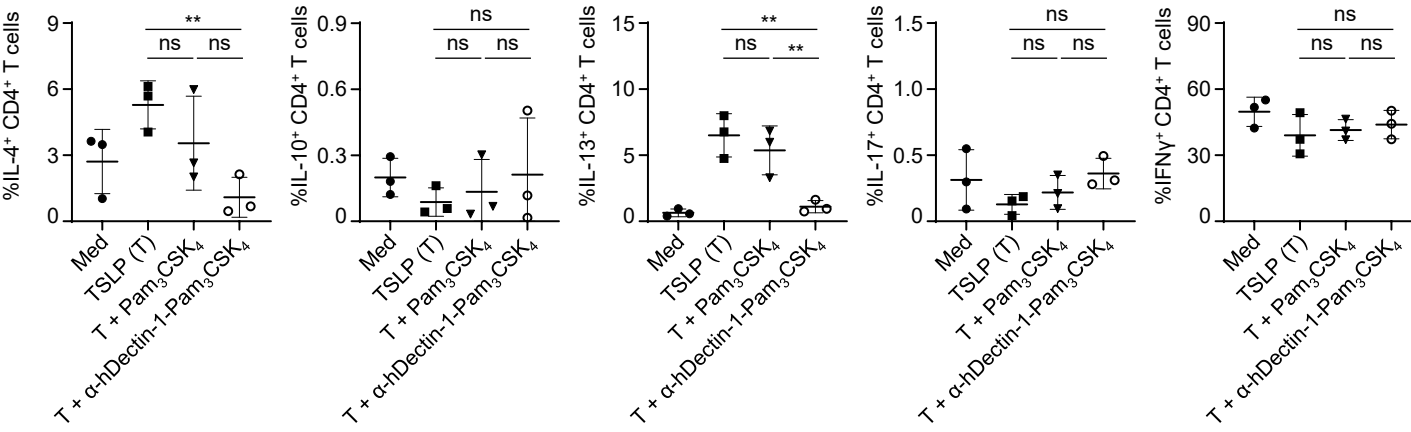 %IL-4⁺ CD4⁺ T cells
9
6
3
0
**
ns
ns
Med
TSLP (T)
T + Pam₃CSK₄
T + α-hDectin-1-Pam₃CSK₄
%IL-10⁺ CD4⁺ T cells
0.9
0.6
0.3
0
ns
ns
ns
Med
TSLP (T)
T + Pam₃CSK₄
T + α-hDectin-1-Pam₃CSK₄
%IL-13⁺ CD4⁺ T cells
15
10
5
0
**
ns
**
Med
TSLP (T)
T + Pam₃CSK₄
T + α-hDectin-1-Pam₃CSK₄
%IL-17⁺ CD4⁺ T cells
1.5
1.0
0.5
0
ns
ns
ns
Med
TSLP (T)
T + Pam₃CSK₄
T + α-hDectin-1-Pam₃CSK₄
%IFNγ⁺ CD4⁺ T cells
90
60
30
0
ns
ns
ns
Med
TSLP (T)
T + Pam₃CSK₄
T + α-hDectin-1-Pam₃CSK₄